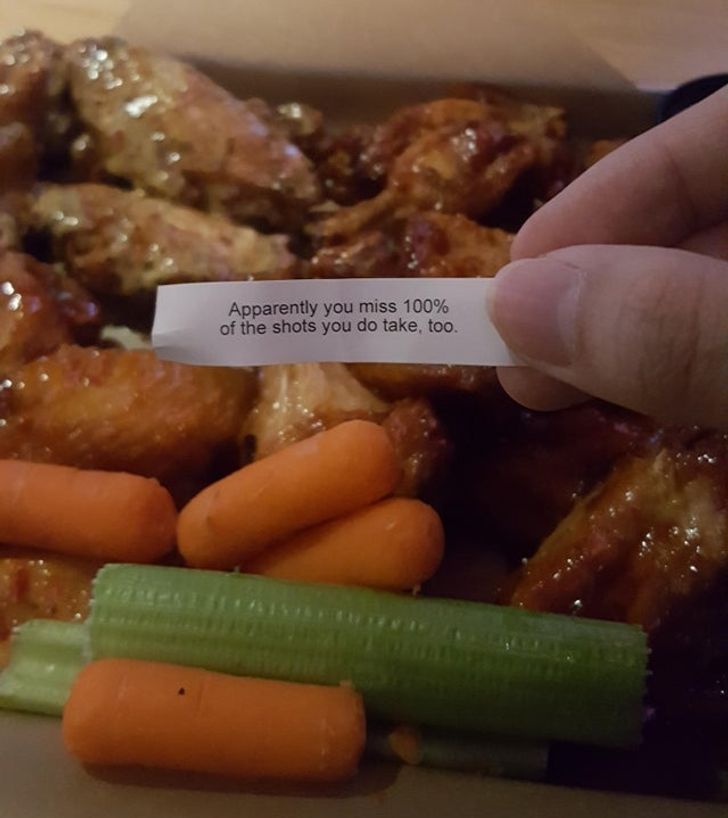 Apparently you miss 100%
of the shots you do take, too.